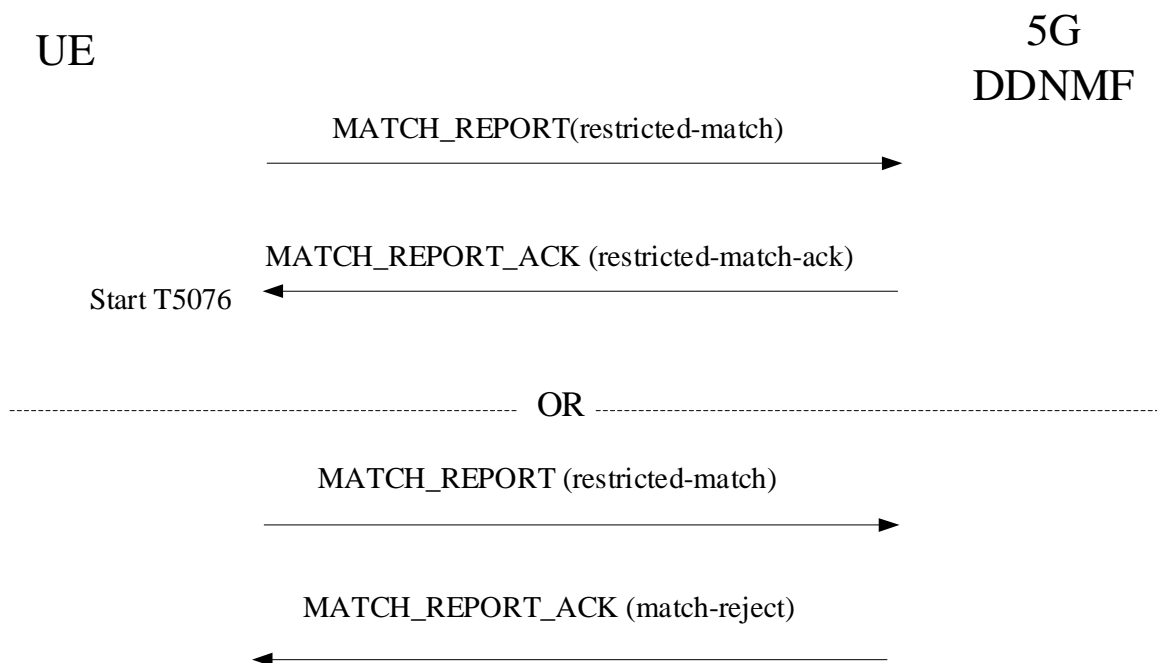 UE
5G
DDNMF
MATCH_REPORT(restricted-match)
MATCH_REPORT_ACK (restricted-match-ack)
Start T5076
OR
MATCH_REPORT (restricted-match)
MATCH_REPORT_ACK (match-reject)